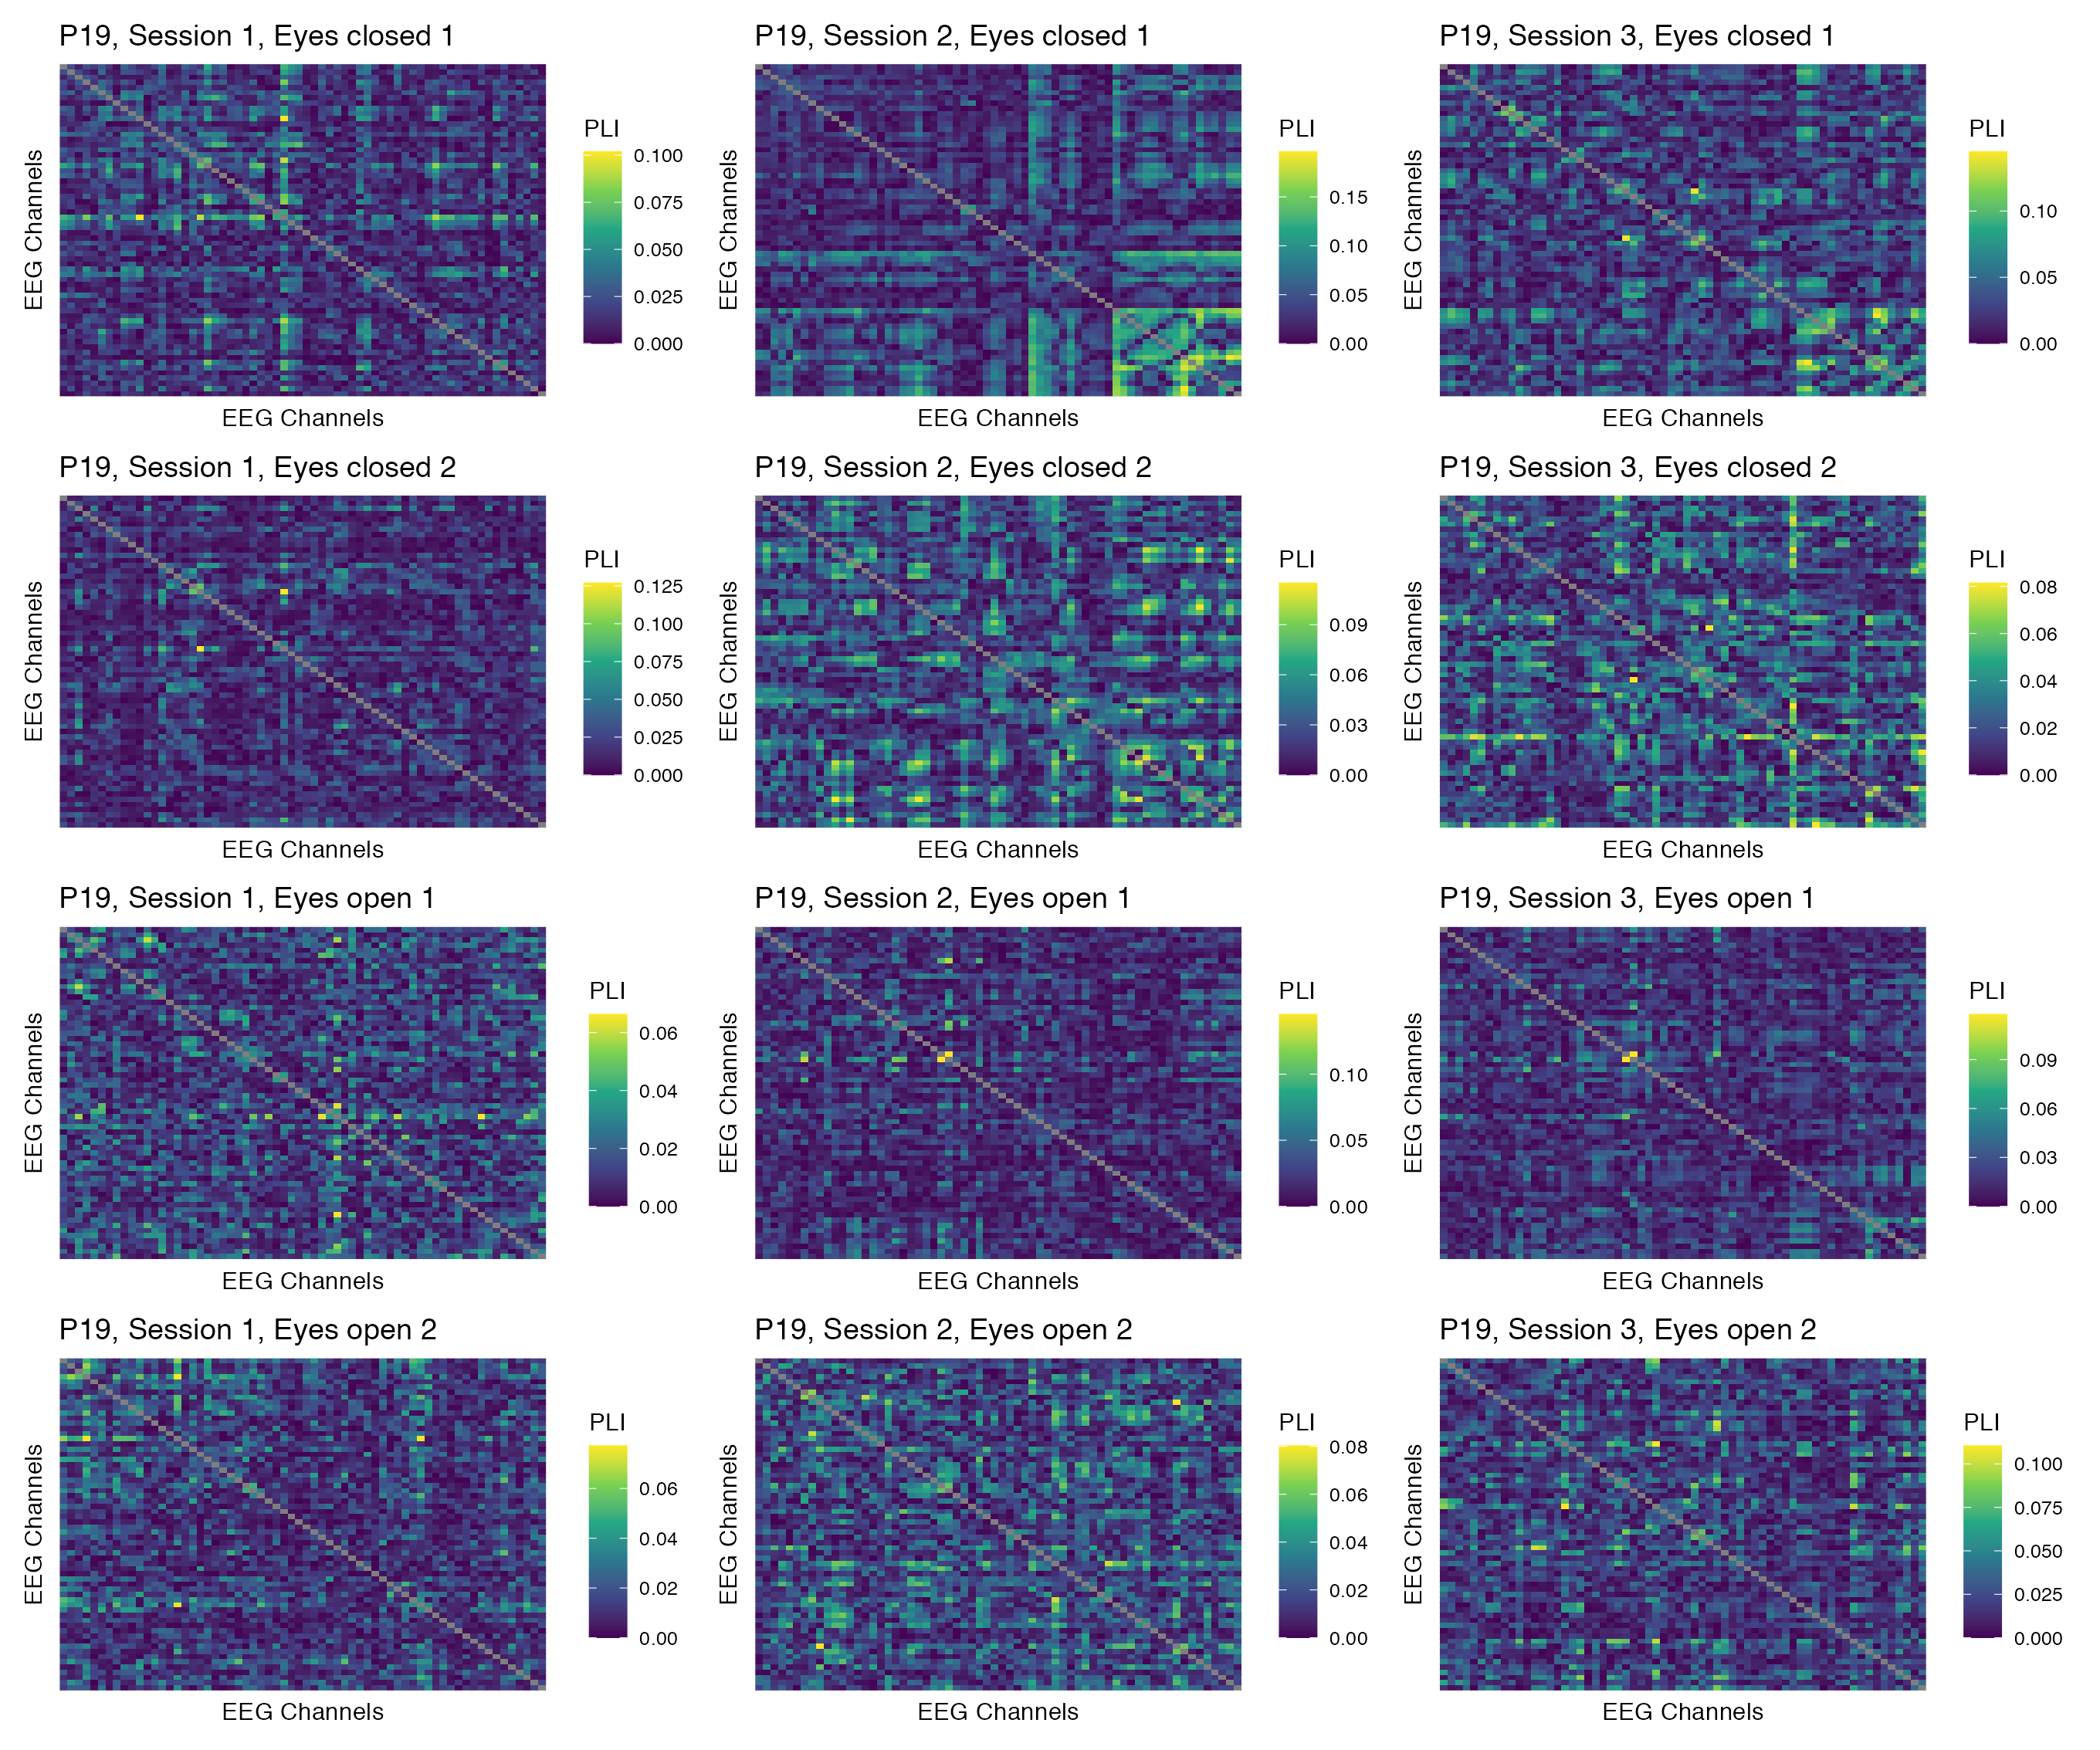 P19, Session 1, Eyes closed 1
EEG Channels
EEG Channels
PLI
0.100
0.075
0.050
0.025
0.000
P19, Session 2, Eyes closed 1
EEG Channels
EEG Channels
PLI
0.15
0.10
0.05
0.00
P19, Session 3, Eyes closed 1
EEG Channels
EEG Channels
PLI
0.10
0.05
0.00
P19, Session 1, Eyes closed 2
EEG Channels
EEG Channels
PLI
0.125
0.100
0.075
0.050
0.025
0.000
P19, Session 2, Eyes closed 2
EEG Channels
EEG Channels
PLI
0.09
0.06
0.03
0.00
P19, Session 3, Eyes closed 2
EEG Channels
EEG Channels
PLI
0.08
0.06
0.04
0.02
0.00
P19, Session 1, Eyes open 1
EEG Channels
EEG Channels
PLI
0.06
0.04
0.02
0.00
P19, Session 2, Eyes open 1
EEG Channels
EEG Channels
PLI
0.10
0.05
0.00
P19, Session 3, Eyes open 1
EEG Channels
EEG Channels
PLI
0.09
0.06
0.03
0.00
P19, Session 1, Eyes open 2
EEG Channels
EEG Channels
PLI
0.06
0.04
0.02
0.00
P19, Session 2, Eyes open 2
EEG Channels
EEG Channels
PLI
0.08
0.06
0.04
0.02
0.00
P19, Session 3, Eyes open 2
EEG Channels
EEG Channels
PLI
0.100
0.075
0.050
0.025
0.000